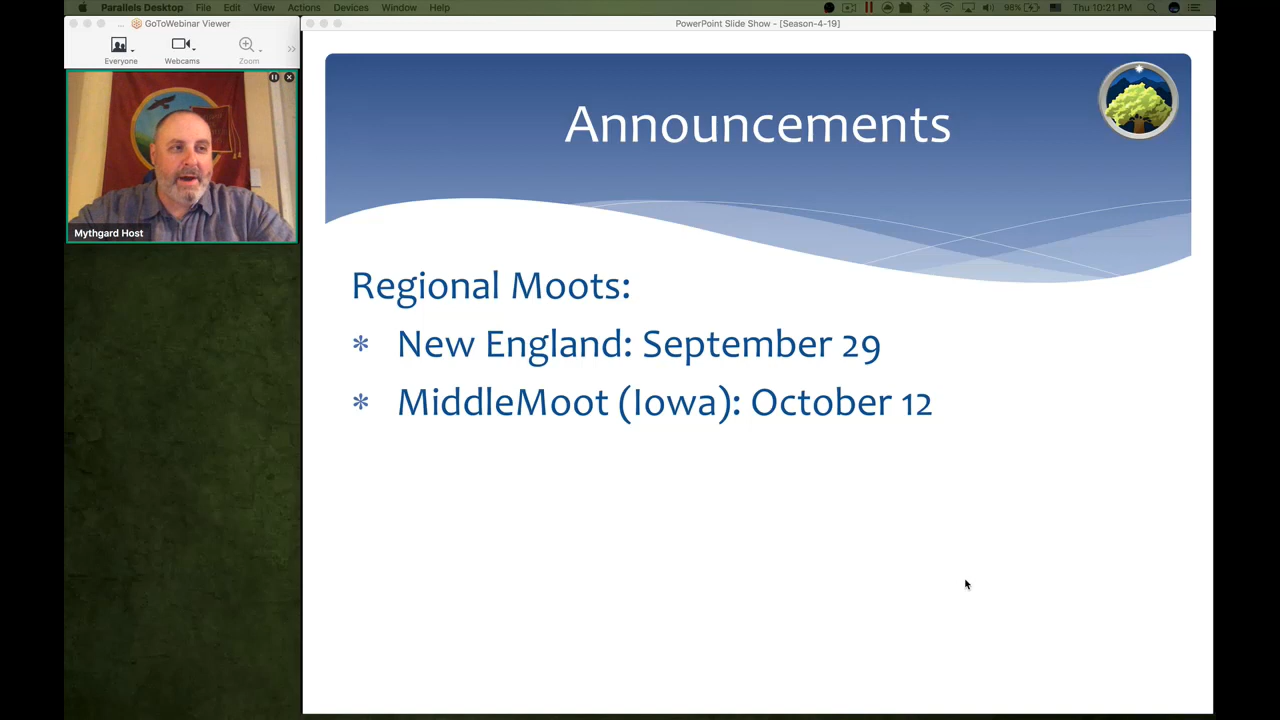 Parallels Desktop File Edit View Actions Devices Window Help 98% Thu 10:21 PM
... GoToWebinar Viewer
PowerPoint Slide Show - [Season-4-19]
Everyone Webcams Zoom
Mythgard Host
Announcements
Regional Moots:
* New England: September 29
* MiddleMoot (Iowa): October 12